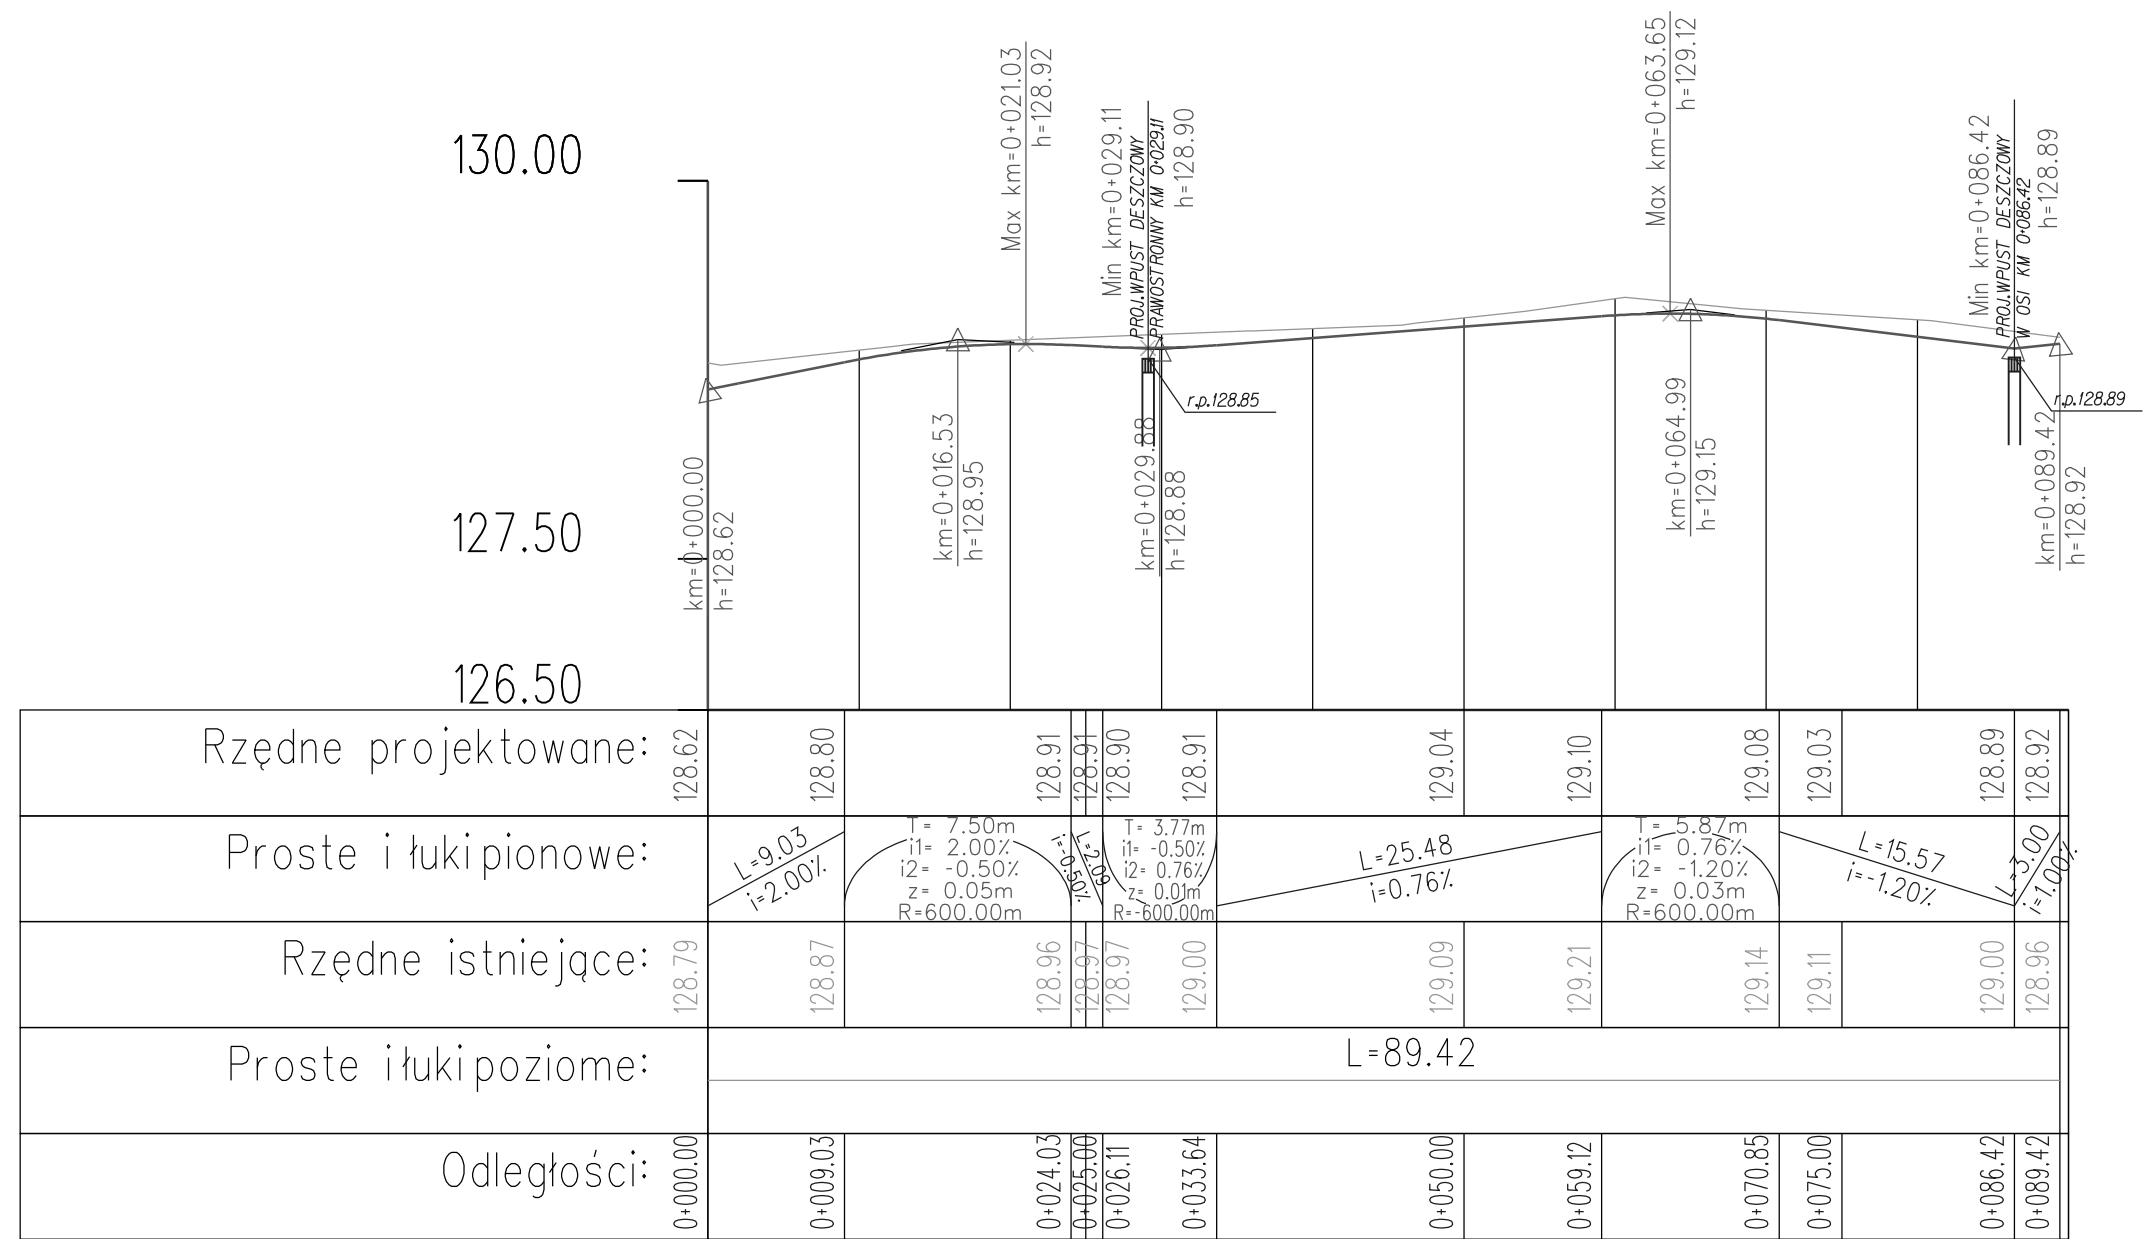 130.00
127.50
126.50
Max km=0+021.03
h=128.92
Min km=0+029.11
PROJ.WPUST DESZCZOWY
PRAWOSTRONNY KM 0+029.11
h=128.90
Max km=0+063.65
h=129.12
Min km=0+086.42
PROJ.WPUST DESZCZOWY
W OSI KM 0+086.42
h=128.89
r.p.128.85
r.p.128.89
km=0+000.00
h=128.62
km=0+016.53
h=128.95
km=0+029.88
h=128.88
km=0+064.99
h=129.15
km=0+089.42
h=128.92
Rzędne projektowane:
128.62
128.80
128.91
128.91
128.90
128.91
129.04
129.10
129.08
129.03
128.89
128.92
Proste i łuki pionowe:
L=9.03
i=2.00%
T= 7.50m
i1= 2.00%
i2= -0.50%
z= 0.05m
R=600.00m
L=2.09
i=-0.50%
T= 3.77m
i1= -0.50%
i2= 0.76%
z= 0.01m
R=-600.00m
L=25.48
i=0.76%
T= 5.87m
i1= 0.76%
i2= -1.20%
z= 0.03m
R=600.00m
L=15.57
i=-1.20%
L=3.00
i=1.00%
Rzędne istniejące:
128.79
128.87
128.96
128.97
128.97
129.00
129.09
129.21
129.14
129.11
129.00
128.96
Proste i łuki poziome:
L=89.42
Odległości:
0+000.00
0+009.03
0+024.03
0+025.00
0+026.11
0+033.64
0+050.00
0+059.12
0+070.85
0+075.00
0+086.42
0+089.42